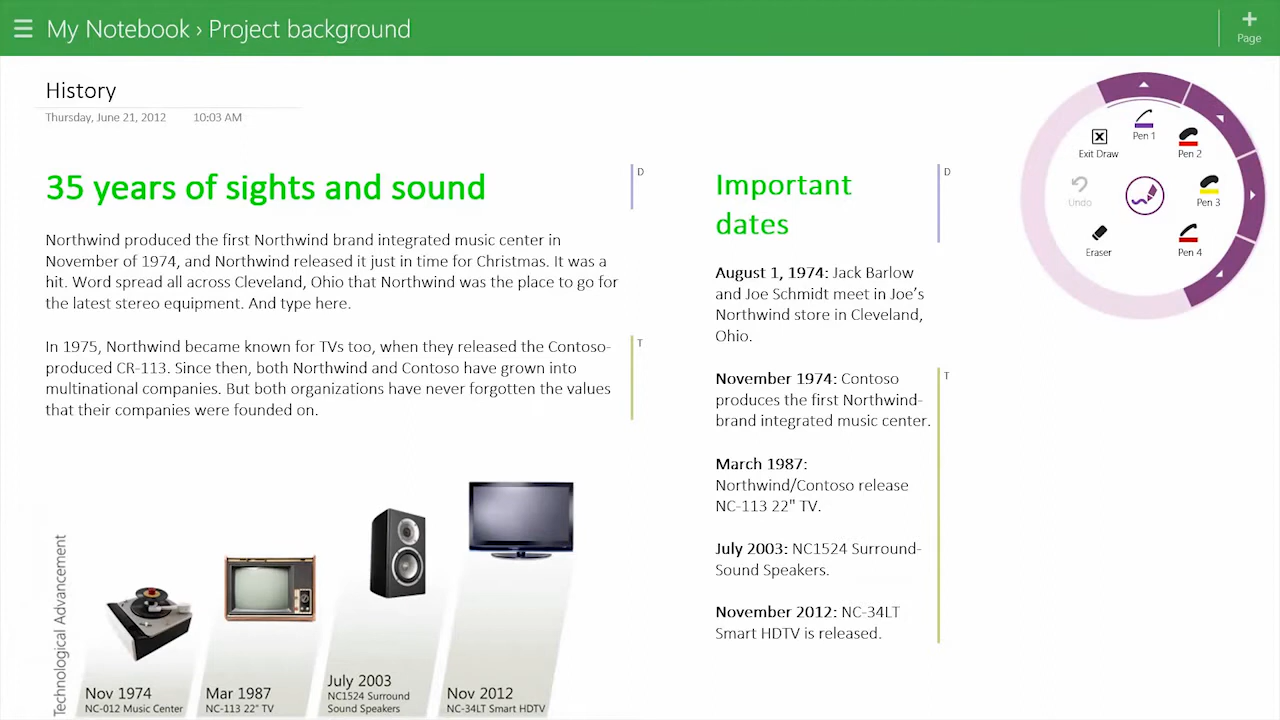 My Notebook › Project background
Page
History
Thursday, June 21, 2012 10:03 AM
35 years of sights and sound
D
Northwind produced the first Northwind brand integrated music center in
November of 1974, and Northwind released it just in time for Christmas. It was a
hit. Word spread all across Cleveland, Ohio that Northwind was the place to go for
the latest stereo equipment. And type here.
In 1975, Northwind became known for TVs too, when they released the Contoso-
produced CR-113. Since then, both Northwind and Contoso have grown into
multinational companies. But both organizations have never forgotten the values
that their companies were founded on.
T
Technological Advancement
Nov 1974
NC-012 Music Center
Mar 1987
NC-113 22" TV
July 2003
NC1524 Surround
Sound Speakers
Nov 2012
NC-34LT Smart HDTV
Important
dates
D
August 1, 1974: Jack Barlow
and Joe Schmidt meet in Joe’s
Northwind store in Cleveland,
Ohio.
November 1974: Contoso
produces the first Northwind-
brand integrated music center.
T
March 1987:
Northwind/Contoso release
NC-113 22" TV.
July 2003: NC1524 Surround-
Sound Speakers.
November 2012: NC-34LT
Smart HDTV is released.
Pen 1
Exit Draw
Pen 2
Undo
Pen 3
Eraser
Pen 4